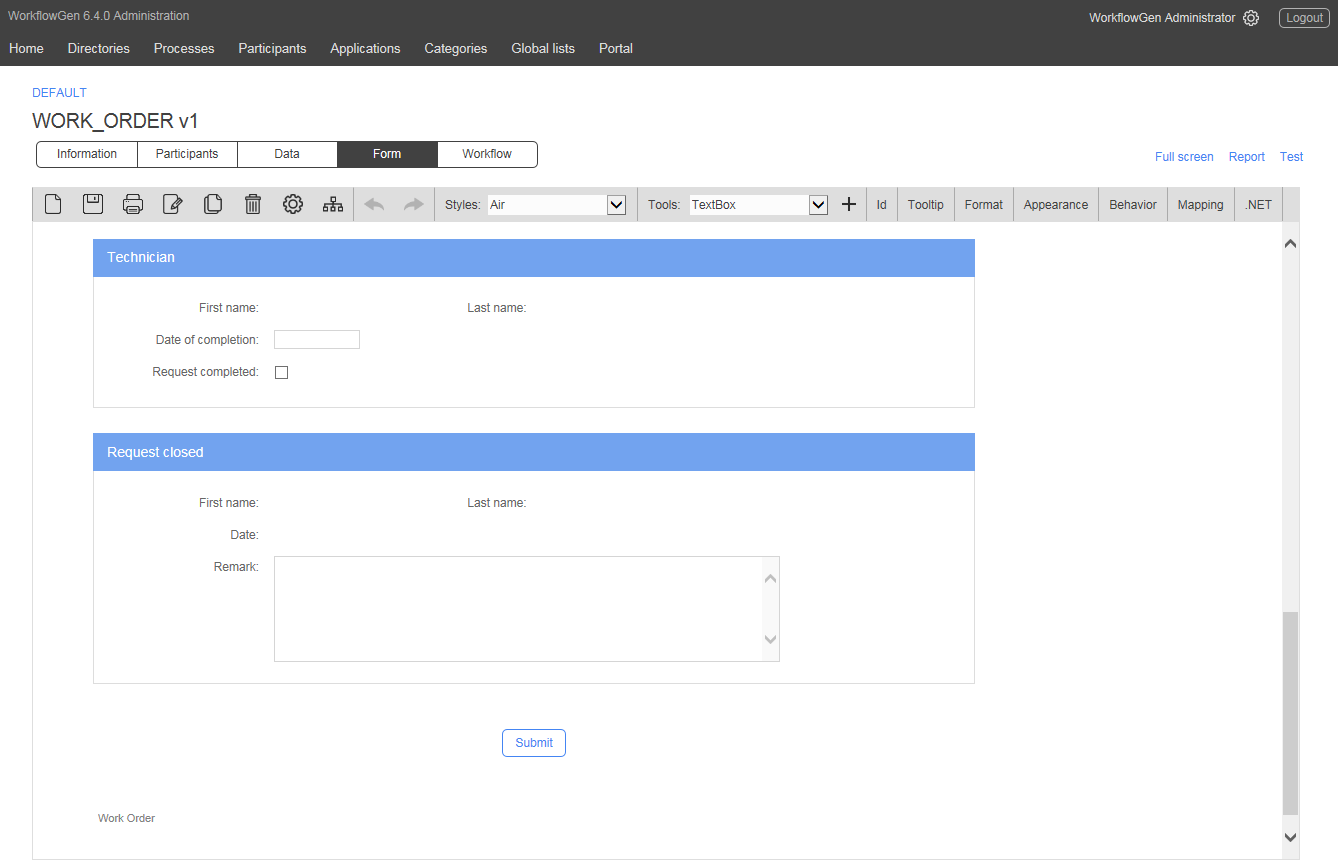 WorkflowGen 6.4.0 Administration
WorkflowGen Administrator Logout
Home Directories Processes Participants Applications Categories Global lists Portal
DEFAULT
WORK_ORDER v1
Information Participants Data Form Workflow
Full screen Report Test
Styles: Air Tools: TextBox Id Tooltip Format Appearance Behavior Mapping .NET
Technician
First name: Last name:
Date of completion:
Request completed:
Request closed
First name: Last name:
Date:
Remark:
Submit
Work Order